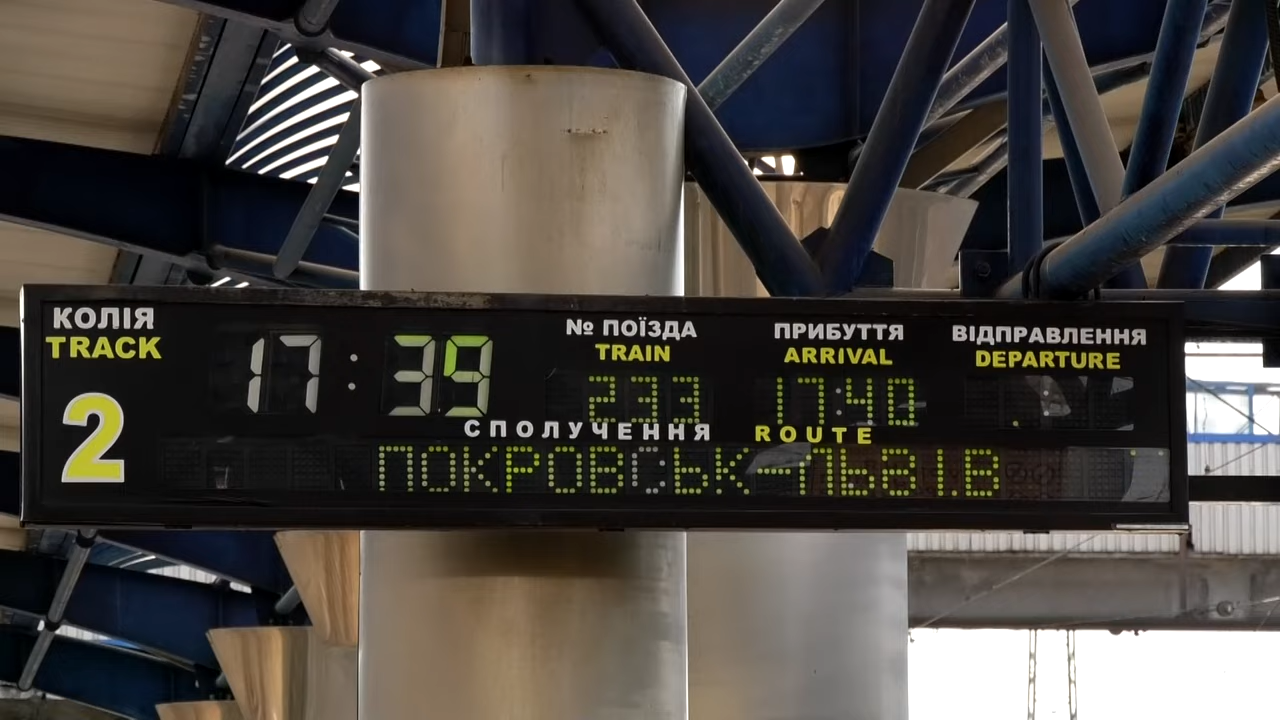 КОЛІЯ
TRACK
2
17:39
№ ПОЇЗДА
TRAIN
233
ПРИБУТТЯ
ARRIVAL
17:40
ВІДПРАВЛЕННЯ
DEPARTURE
СПОЛУЧЕННЯ ROUTE
ПОКРОВСЬК-ЛЬВІВ